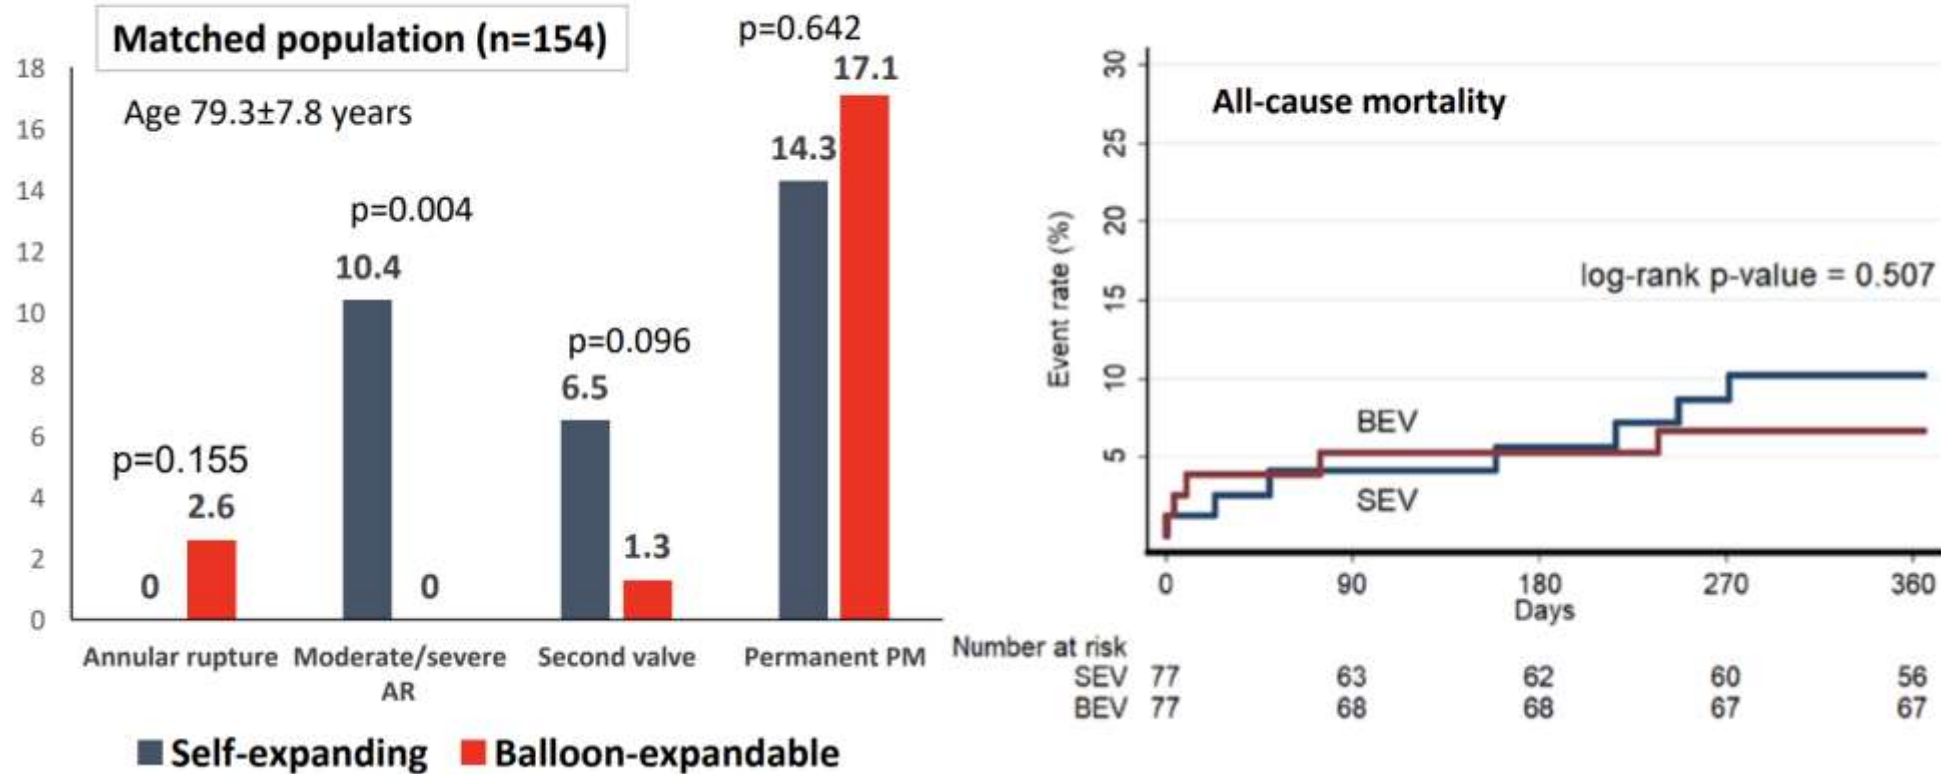 Matched population (n=154)
Age 79.3±7.8 years
18
16
14
12
10
8
6
4
2
0
p=0.155
0
2.6
p=0.004
10.4
0
p=0.096
6.5
1.3
p=0.642
14.3
17.1
Annular rupture
Moderate/severe
AR
Second valve
Permanent PM
Self-expanding
Balloon-expandable
All-cause mortality
Event rate (%)
30
25
20
15
10
5
log-rank p-value = 0.507
BEV
SEV
0 90 180 270 360
Days
Number at risk
SEV 77 63 62 60 56
BEV 77 68 68 67 67